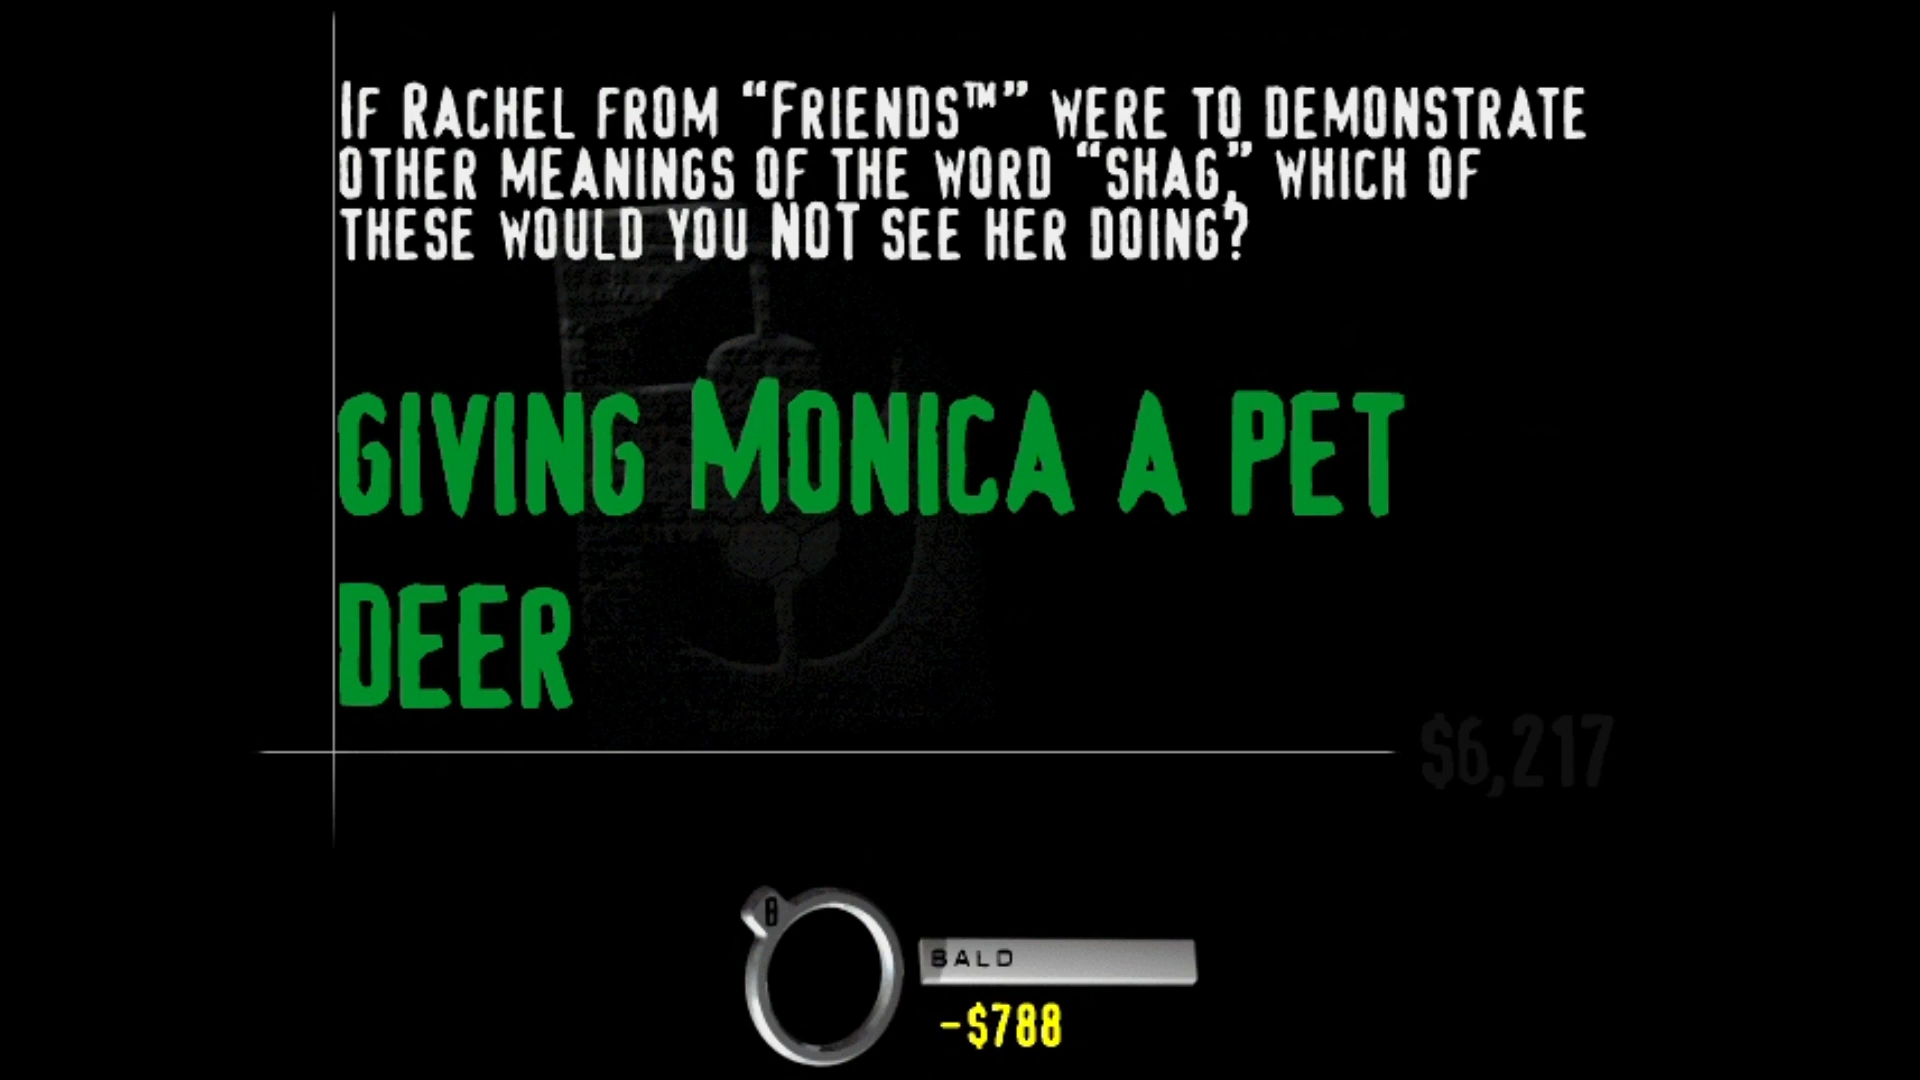 If Rachel from “Friends™” were to demonstrate
other meanings of the word “shag,” which of
these would you NOT see her doing?
giving Monica a pet
deer
$6,217
8
BALD
-$788